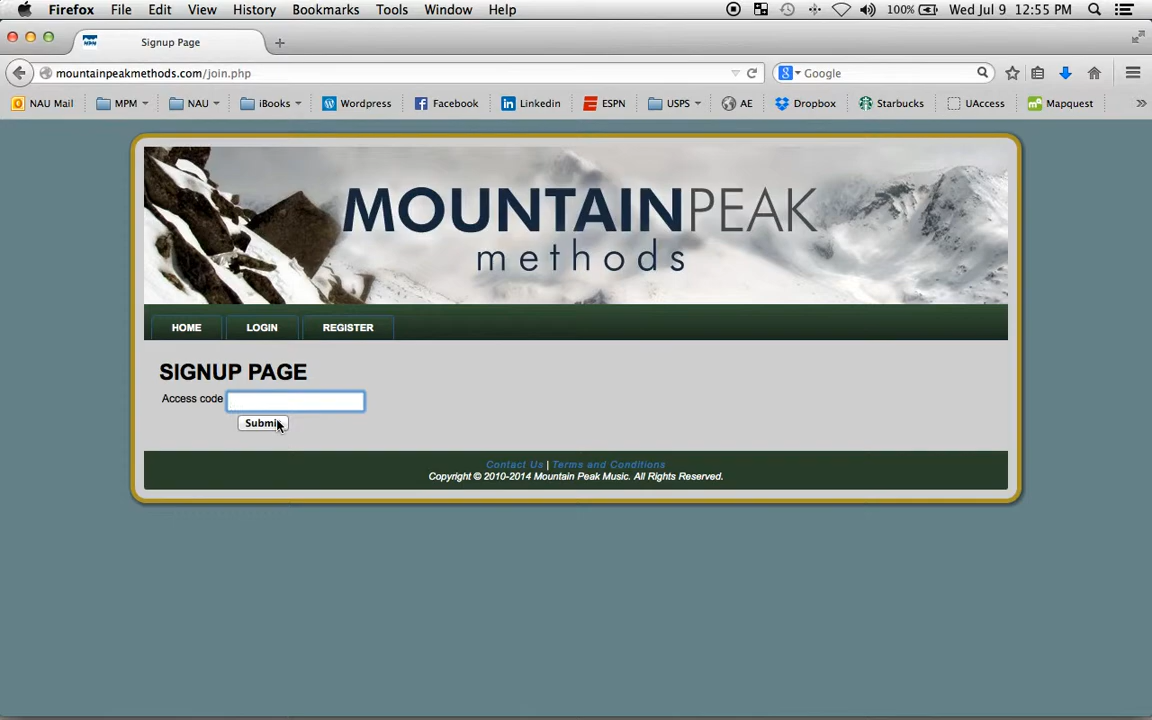 Firefox File Edit View History Bookmarks Tools Window Help 100% Wed Jul 9 12:55 PM
Signup Page
mountainpeakmethods.com/join.php Google
NAU Mail MPM NAU iBooks Wordpress Facebook Linkedin ESPN USPS AE Dropbox Starbucks UAccess Mapquest
MOUNTAINPEAK
methods
HOME LOGIN REGISTER
SIGNUP PAGE
Access code
Submit
Contact Us | Terms and Conditions
Copyright © 2010-2014 Mountain Peak Music. All Rights Reserved.